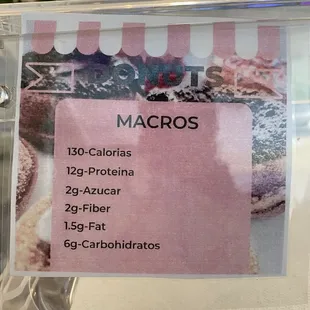 DONUTS
MACROS
130-Calorias
12g-Proteina
2g-Azucar
2g-Fiber
1.5g-Fat
6g-Carbohidratos